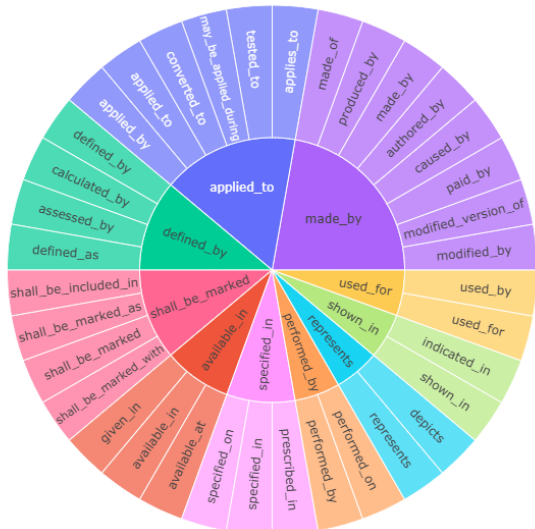 applied_to
applied_by
applied_to
converted_to
may_be_applied_during
tested_to
applies_to
made_by
made_of
produced_by
made_by
authored_by
caused_by
paid_by
modified_version_of
modified_by
used_for
used_by
used_for
shown_in
indicated_in
shown_in
represents
depicts
represents
performed_by
performed_on
performed_by
specified_in
prescribed_in
specified_in
specified_on
available_in
available_at
available_in
given_in
shall_be_marked
shall_be_marked_with
shall_be_marked
shall_be_marked_as
shall_be_included_in
defined_by
defined_as
assessed_by
calculated_by
defined_by